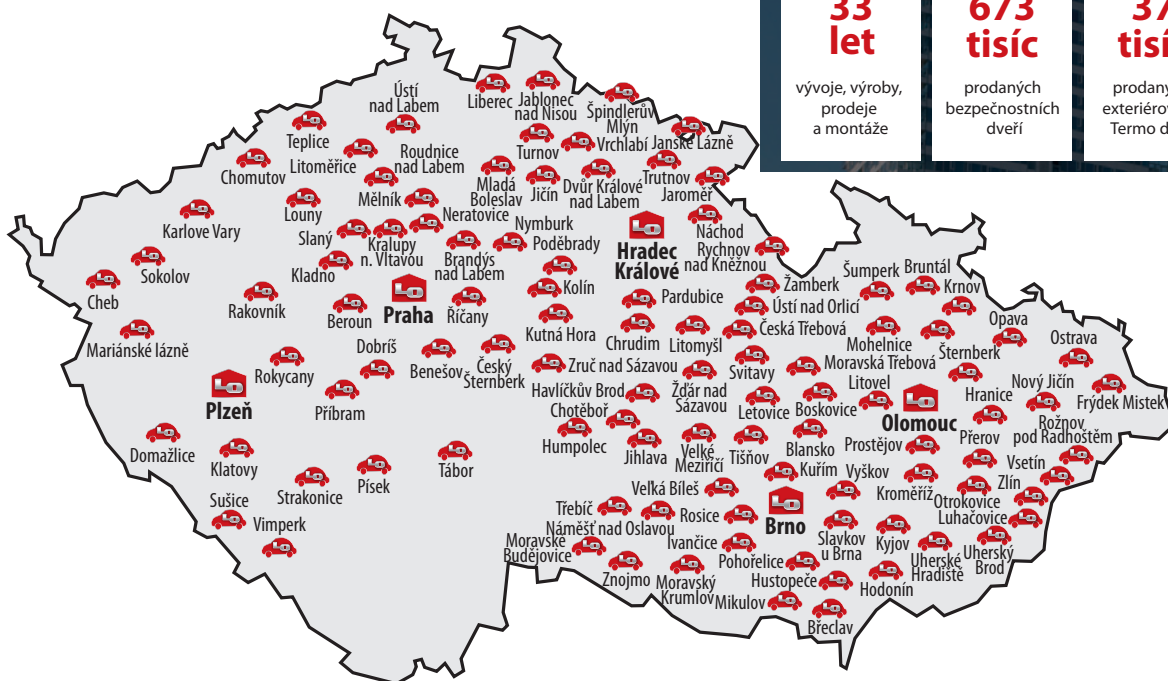 33
let
vývoje, výroby,
prodeje
a montáže
673
tisíc
prodaných
bezpečnostních
dveří
37
Termo
Ústí
nad Labem
Liberec
Jablonec
nad Nisou
Špindlerův
Mlýn
Teplice
Litoměřice
Roudnice
nad Labem
Turnov
Vrchlabí
Janské Lázně
Chomutov
Trutnov
Mladá
Boleslav
Jičín
Dvůr Králové
nad Labem
Jaroměř
Louny
Mělník
Karlove Vary
Slaný
Kralupy
n. Vltavou
Neratovice
Nymburk
Poděbrady
Hradec
Králové
Náchod
Rychnov
nad Kněžnou
Sokolov
Kladno
Brandýs
nad Labem
Cheb
Rakovník
Beroun
Praha
Říčany
Kolín
Pardubice
Žamberk
Ústí nad Orlicí
Šumperk
Bruntál
Krnov
Mariánské lázně
Dobříš
Kutná Hora
Chrudim
Litomyšl
Česká Třebová
Mohelnice
Opava
Ostrava
Rokycany
Benešov
Český
Šternberk
Zruč nad Sázavou
Svitavy
Moravská Třebová
Šternberk
Plzeň
Příbram
Havlíčkův Brod
Žďár nad
Sázavou
Letovice
Boskovice
Litovel
Olomouc
Hranice
Nový Jičín
Frýdek Mistek
Domažlice
Klatovy
Chotěboř
Humpolec
Jihlava
Velké
Meziříčí
Tišňov
Blansko
Prostějov
Přerov
Rožnov
pod Radhoštěm
Sušice
Strakonice
Písek
Tábor
Kuřim
Vyškov
Kroměříž
Vsetín
Zlín
Otrokovice
Luhačovice
Vimperk
Veľká Bíleš
Třebíč
Náměšť nad Oslavou
Rosice
Brno
Slavkov
u Brna
Kyjov
Uherské
Hradiště
Uherský
Brod
Moravské
Budějovice
Ivančice
Znojmo
Moravský
Krumlov
Pohořelice
Hustopeče
Hodonín
Mikulov
Břeclav